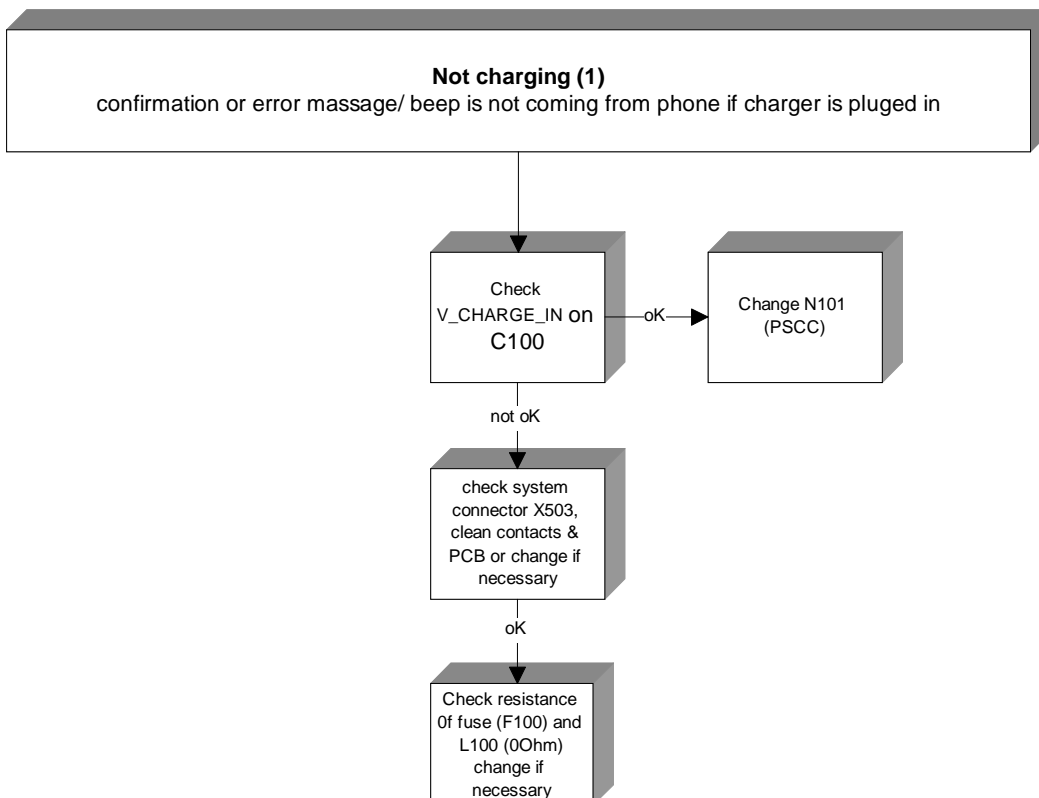 Not charging (1)
confirmation or error massage/ beep is not coming from phone if charger is pluged in
Check
V_CHARGE_IN on
C100
oK
Change N101
(PSCC)
not oK
check system
connector X503,
clean contacts &
PCB or change if
necessary
oK
Check resistance
0f fuse (F100) and
L100 (0Ohm)
change if
necessary